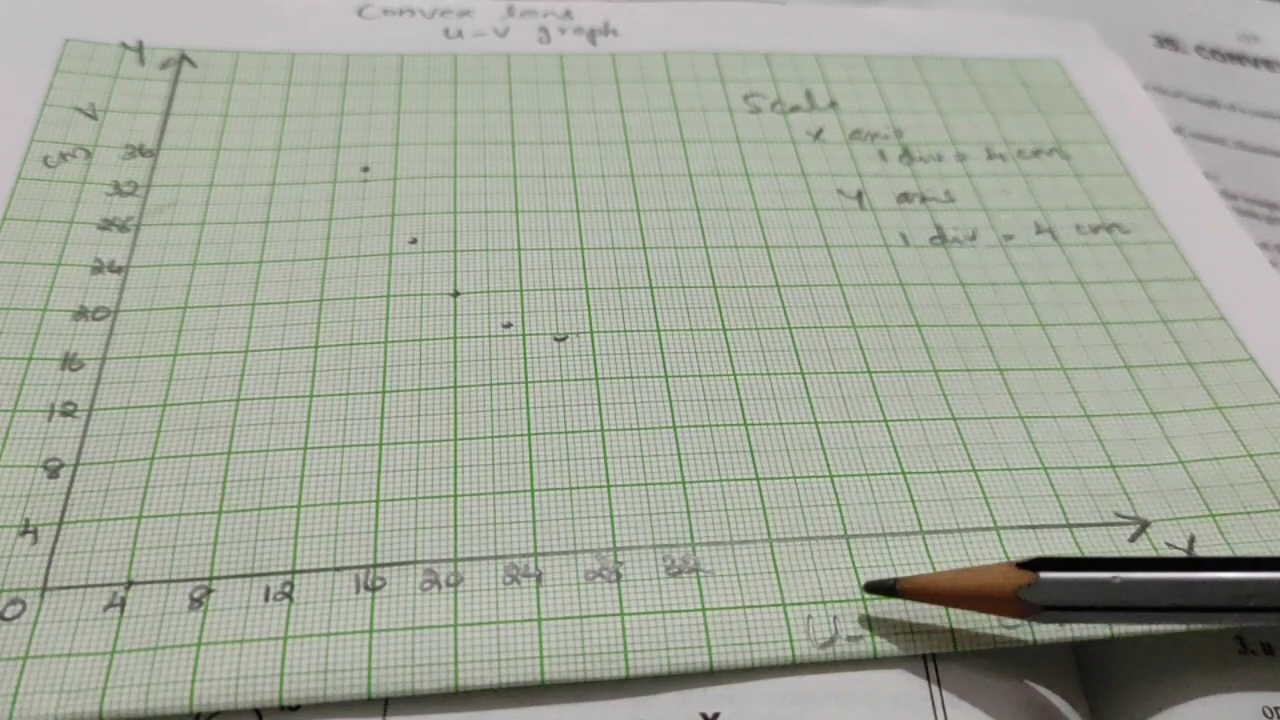 Convex lens
u-v graph
Y
V
(cm)
Scale
X axis
1 div = 4 cm
Y axis
1 div = 4 cm
36
32
28
24
20
16
12
8
4
0 4 8 12 16 20 24 28 32
X
U-
3. u